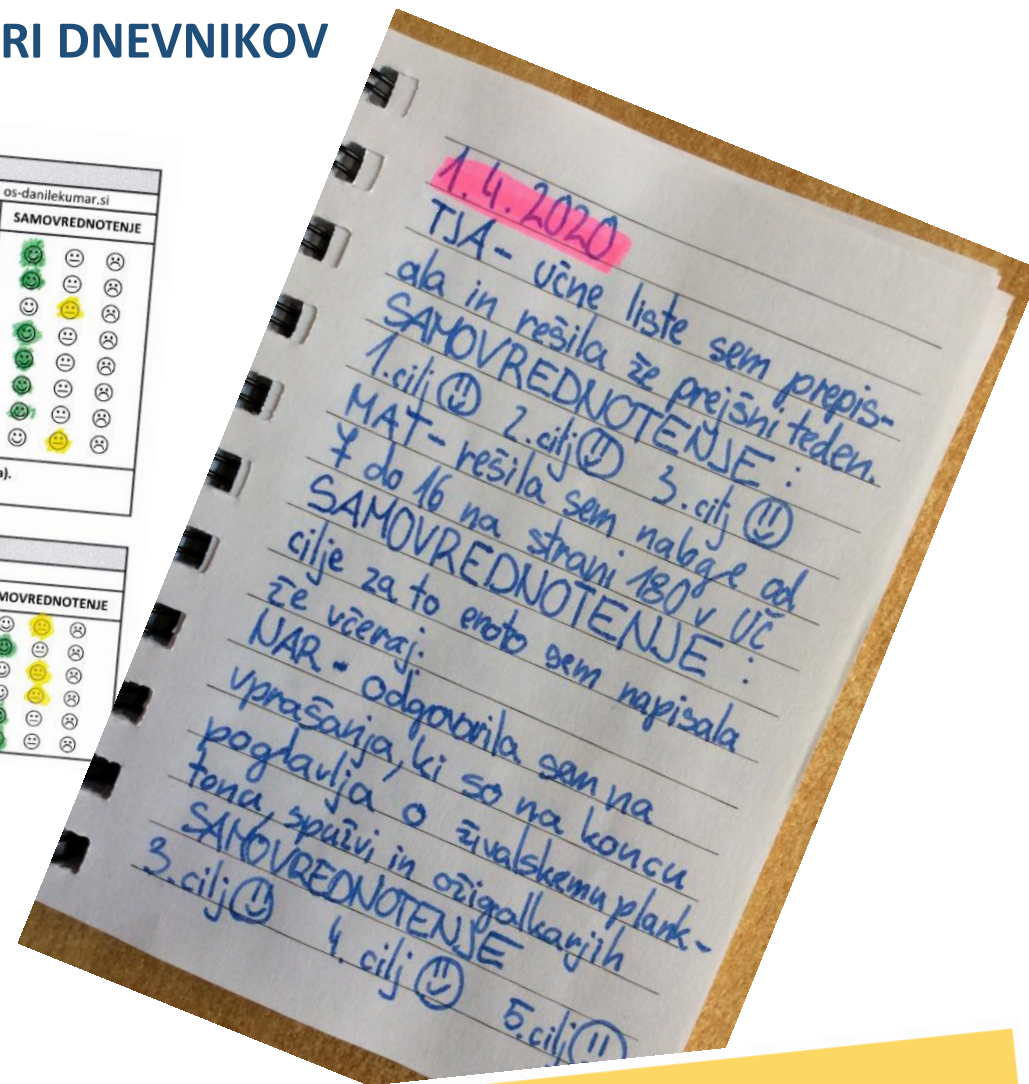 RI DNEVNIKOV
os-danilekumar.si
SAMOVREDNOTENJE
a).
MOVREDNOTENJE
1. 4. 2020
TJA - učne liste sem prepis-
ala in rešila že prejšni teden.
SAMOVREDNOTENJE :
1. cilj 2. cilj 3. cilj
MAT - rešila sem naloge od
7 do 16 na strani 180 v UČ
SAMOVREDNOTENJE :
cilje za to enoto sem napisala
že včeraj.
NAR - odgovorila sem na
vprašanja, ki so na koncu
poglavlja o živalskemu plank-
tona, spužvi in ožigalkarjih
SAMOVREDNOTENJE
3. cilj 4. cilj 5. cilj